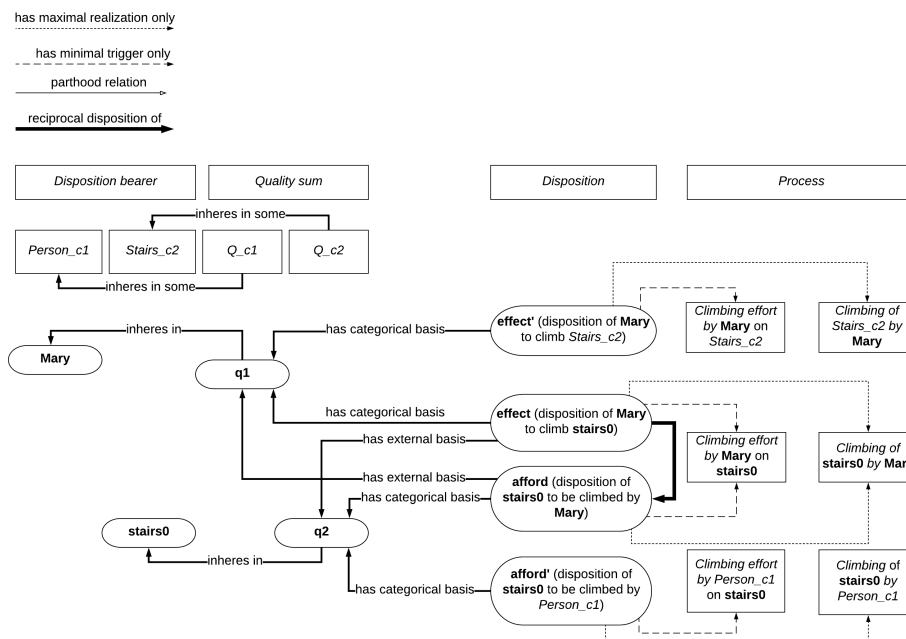 has maximal realization only
has minimal trigger only
parthood relation
reciprocal disposition of
Disposition bearer
Quality sum
Disposition
Process
inheres in some
Person_c1
Stairs_c2
Q_c1
Q_c2
inheres in some
inheres in
Mary
q1
has categorical basis
effect' (disposition of Mary
to climb Stairs_c2)
Climbing effort
by Mary on
Stairs_c2
Climbing of
Stairs_c2 by
Mary
has categorical basis
effect (disposition of Mary
to climb stairs0)
has external basis
Climbing effort
by Mary on
stairs0
Climbing of
stairs0 by Mar
has external basis
has categorical basis
afford (disposition of
stairs0 to be climbed by
Mary)
stairs0
q2
inheres in
has categorical basis
afford' (disposition of
stairs0 to be climbed by
Person_c1)
Climbing effort
by Person_c1
on stairs0
Climbing of
stairs0 by
Person_c1